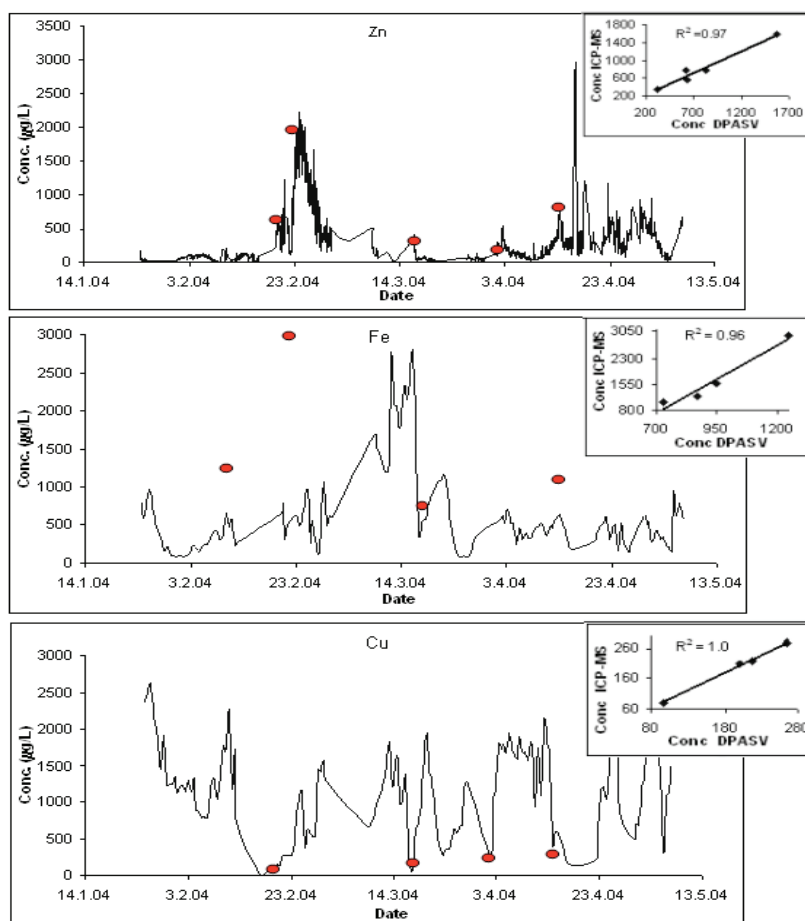 Zn
3500
3000
2500
2000
1500
1000
500
0
Conc. (µg/L)
14.1.04 3.2.04 23.2.04 14.3.04 3.4.04 23.4.04 13.5.04
Date
R² =0.97
1800
1400
1000
600
200
Conc ICP-MS
200 700 1200 1700
Conc DPASV
Fe
3000
2500
2000
1500
1000
500
0
Conc. (µg/L)
14.1.04 3.2.04 23.2.04 14.3.04 3.4.04 23.4.04 13.5.04
Date
R² = 0.96
3050
2300
1550
800
Conc ICP-MS
700 950 1200
Conc DPASV
Cu
3000
2500
2000
1500
1000
500
0
Conc. (µg/L)
14.1.04 3.2.04 23.2.04 14.3.04 3.4.04 23.4.04 13.5.04
Date
R² = 1.0
260
160
60
Conc ICP-MS
80 180 280
Conc DPASV